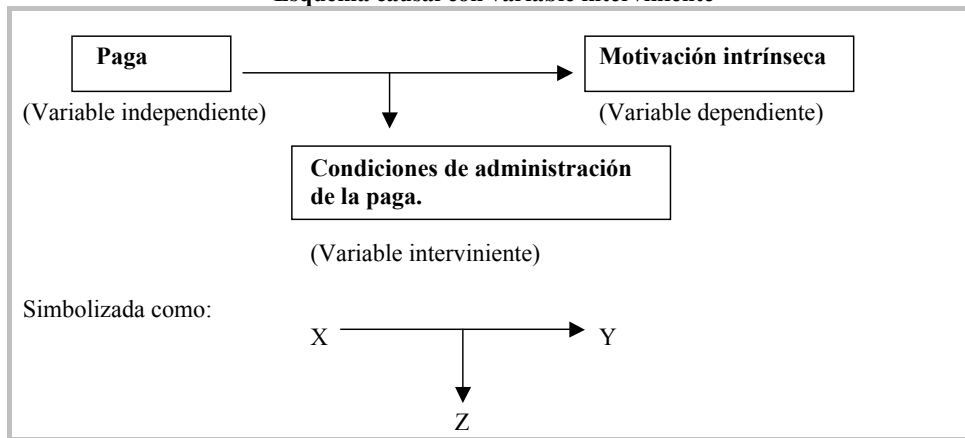 Esquema causal con variable interviniente
Paga
Motivación intrínseca
(Variable independiente)
(Variable dependiente)
Condiciones de administración
de la paga.
(Variable interviniente)
Simbolizada como:
X
Y
Z